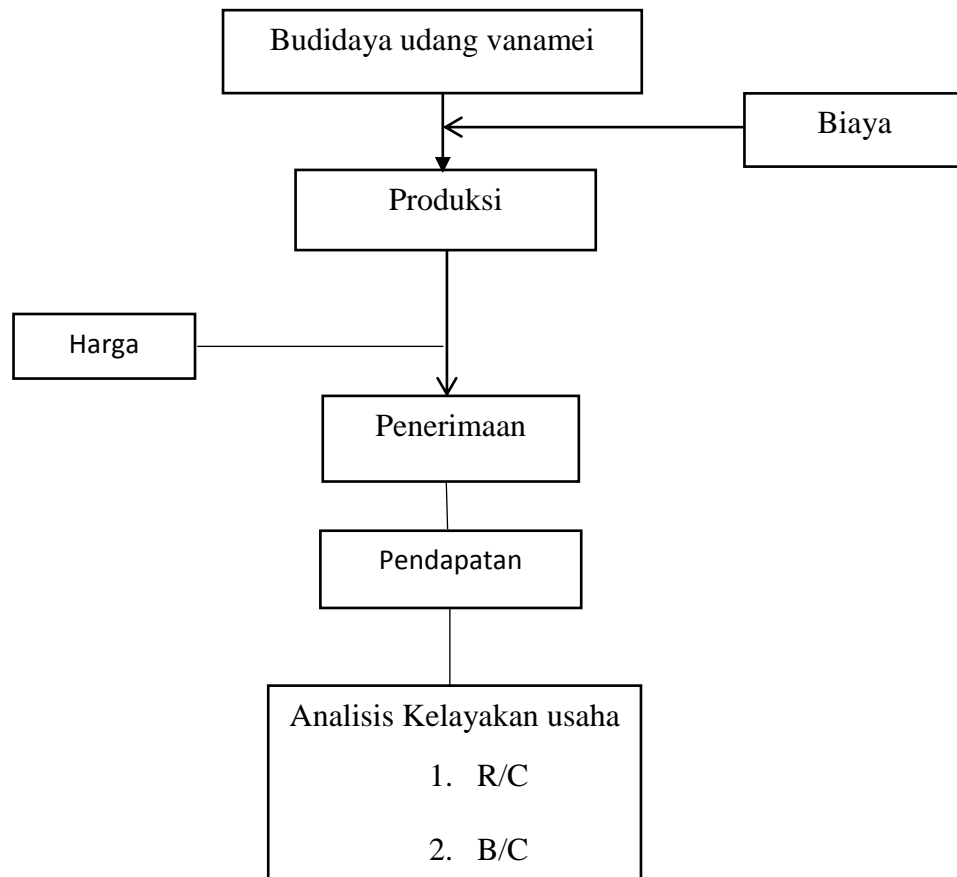 Budidaya udang vanamei
Biaya
Produksi
Harga
Penerimaan
Pendapatan
Analisis Kelayakan usaha
1. R/C
2. B/C